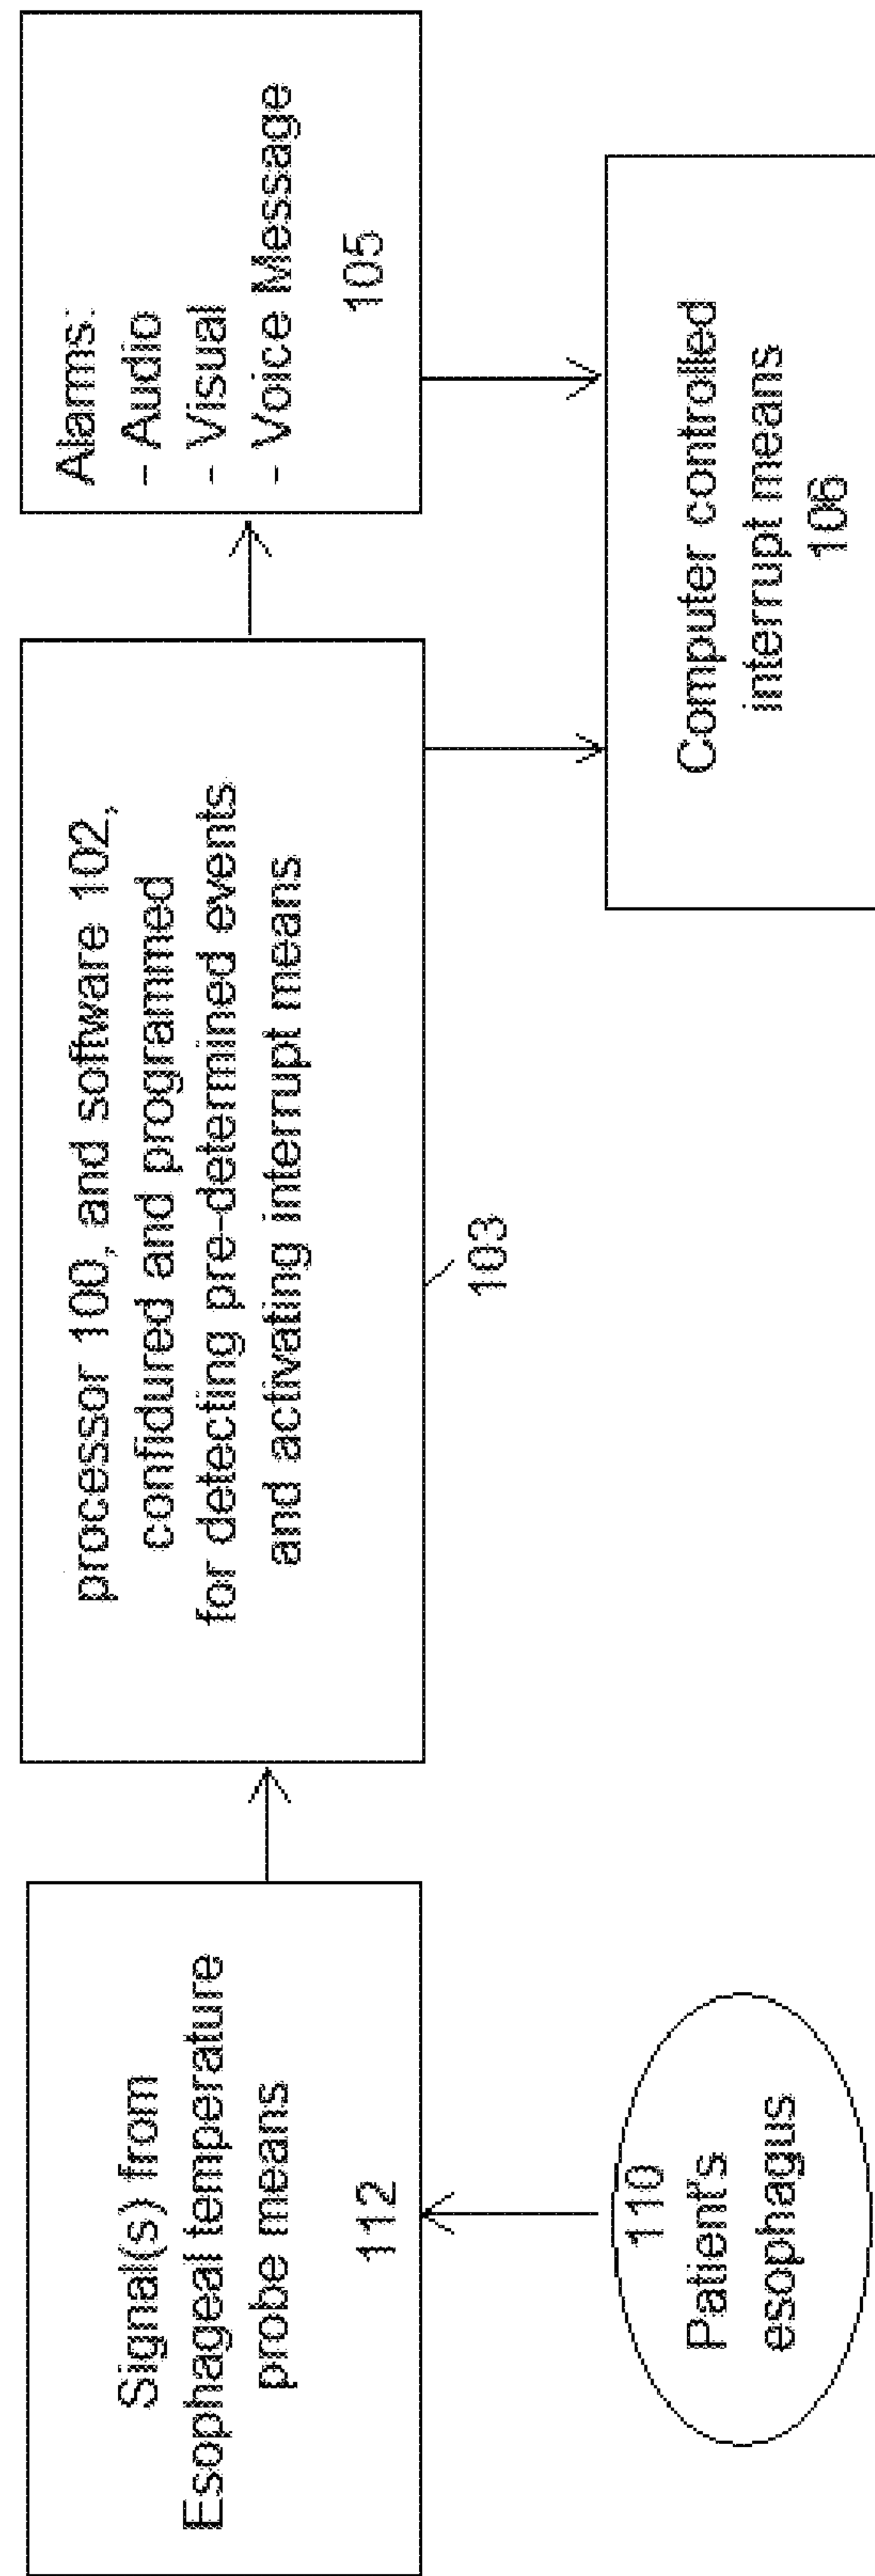 Signal(s) from
Esophageal temperature
probe means
112
110
Patient's
esophagus
processor 100, and software 102,
confidured and programmed
for detecting pre-determined events
and activating interrupt means
103
Alarms:
- Audio
- Visual
- Voice Message
105
Computer controlled
interrupt means
106